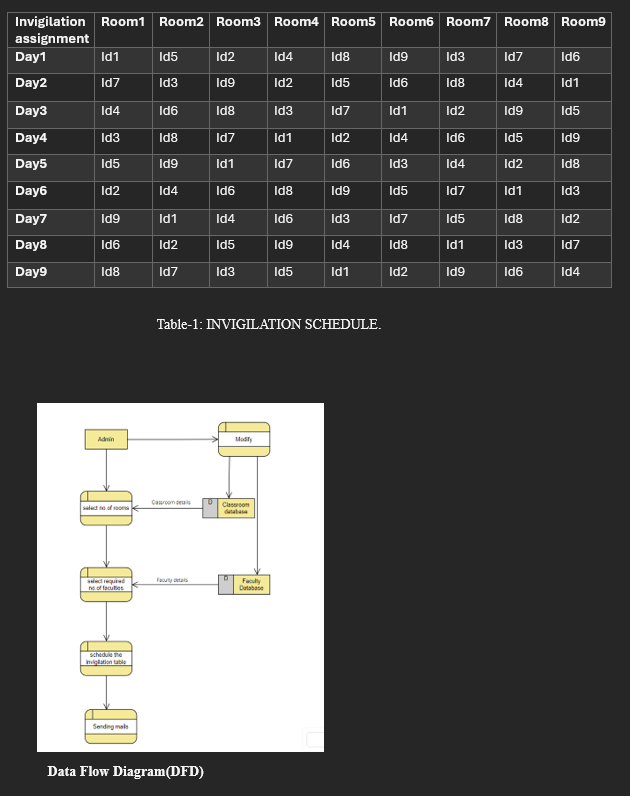 Invigilation assignment Room1 Room2 Room3 Room4 Room5 Room6 Room7 Room8 Room9
Day1 Id1 Id5 Id2 Id4 Id8 Id9 Id3 Id7 Id6
Day2 Id7 Id3 Id9 Id2 Id5 Id6 Id8 Id4 Id1
Day3 Id4 Id6 Id8 Id3 Id7 Id1 Id2 Id9 Id5
Day4 Id3 Id8 Id7 Id1 Id2 Id4 Id6 Id5 Id9
Day5 Id5 Id9 Id1 Id7 Id6 Id3 Id4 Id2 Id8
Day6 Id2 Id4 Id6 Id8 Id9 Id5 Id7 Id1 Id3
Day7 Id9 Id1 Id4 Id6 Id3 Id7 Id5 Id8 Id2
Day8 Id6 Id2 Id5 Id9 Id4 Id8 Id1 Id3 Id7
Day9 Id8 Id7 Id3 Id5 Id1 Id2 Id9 Id6 Id4
Table-1: INVIGILATION SCHEDULE.
Admin
Modify
select no of rooms
Classroom details
D
Classroom
database
select required
no of faculties
Faculty details
D
Faculty
Database
schedule the
invigilation table
Sending mails
Data Flow Diagram(DFD)